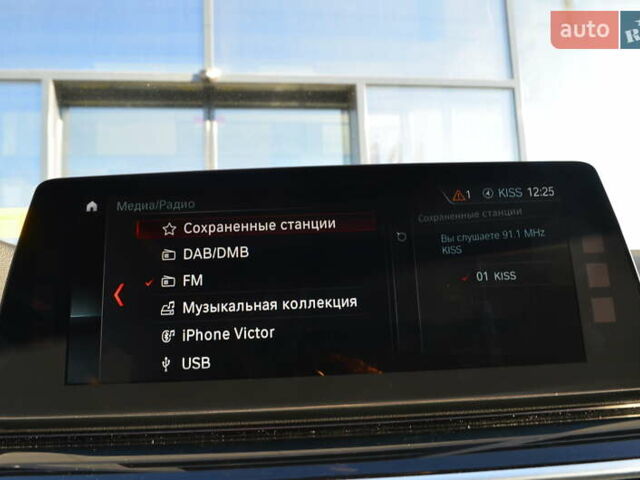 auto
R
Медиа/Радио
1 KISS 12:25
Сохраненные станции
DAB/DMB
FM
Музыкальная коллекция
iPhone Victor
USB
Сохраненные станции
Вы слушаете 91.1 MHz
KISS
01 KISS